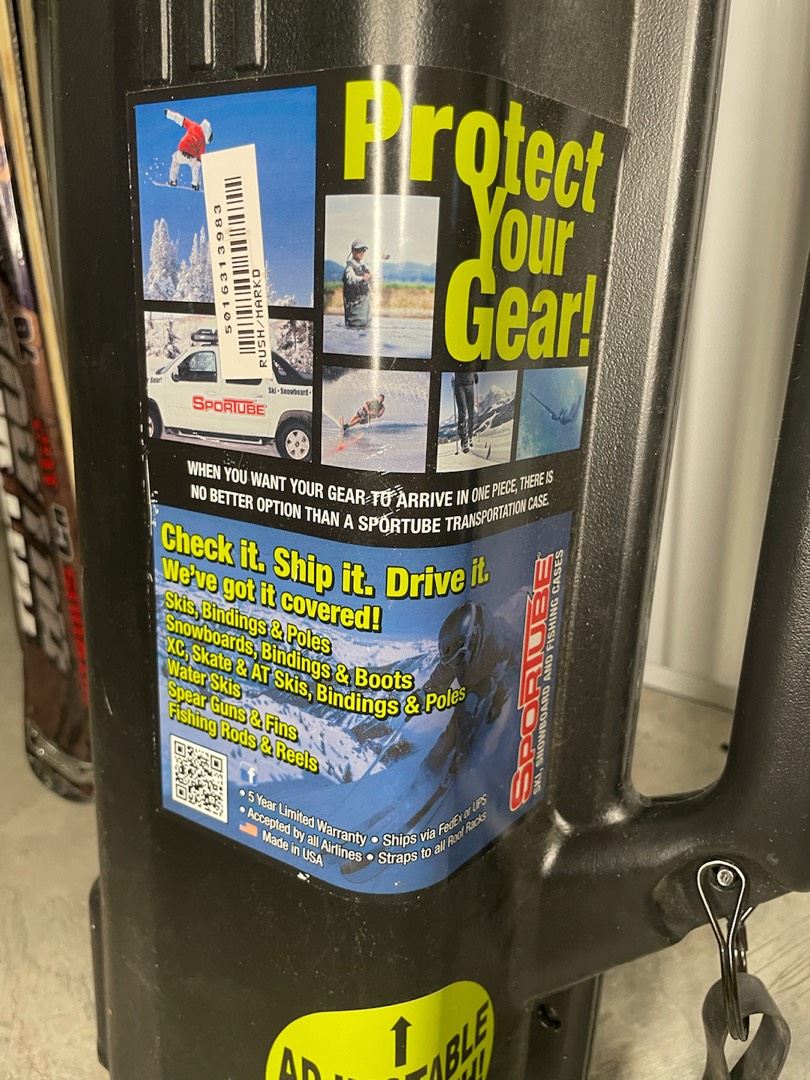 Protect
Your
Gear!
5016313983
RUSH/MARKD
Gear!
Ski • Snowboard •
SPORTUBE
WHEN YOU WANT YOUR GEAR TO ARRIVE IN ONE PIECE, THERE IS
NO BETTER OPTION THAN A SPORTUBE TRANSPORTATION CASE.
Check it. Ship it. Drive it.
We've got it covered!
Skis, Bindings & Poles
Snowboards, Bindings & Boots
XC, Skate & AT Skis, Bindings & Poles
Water Skis
Spear Guns & Fins
Fishing Rods & Reels
SPORTUBE
SKI, SNOWBOARD AND FISHING CASES
f
• 5 Year Limited Warranty • Ships via FedEx or UPS
• Accepted by all Airlines • Straps to all Roof Racks
Made in USA
ADJUSTABLE